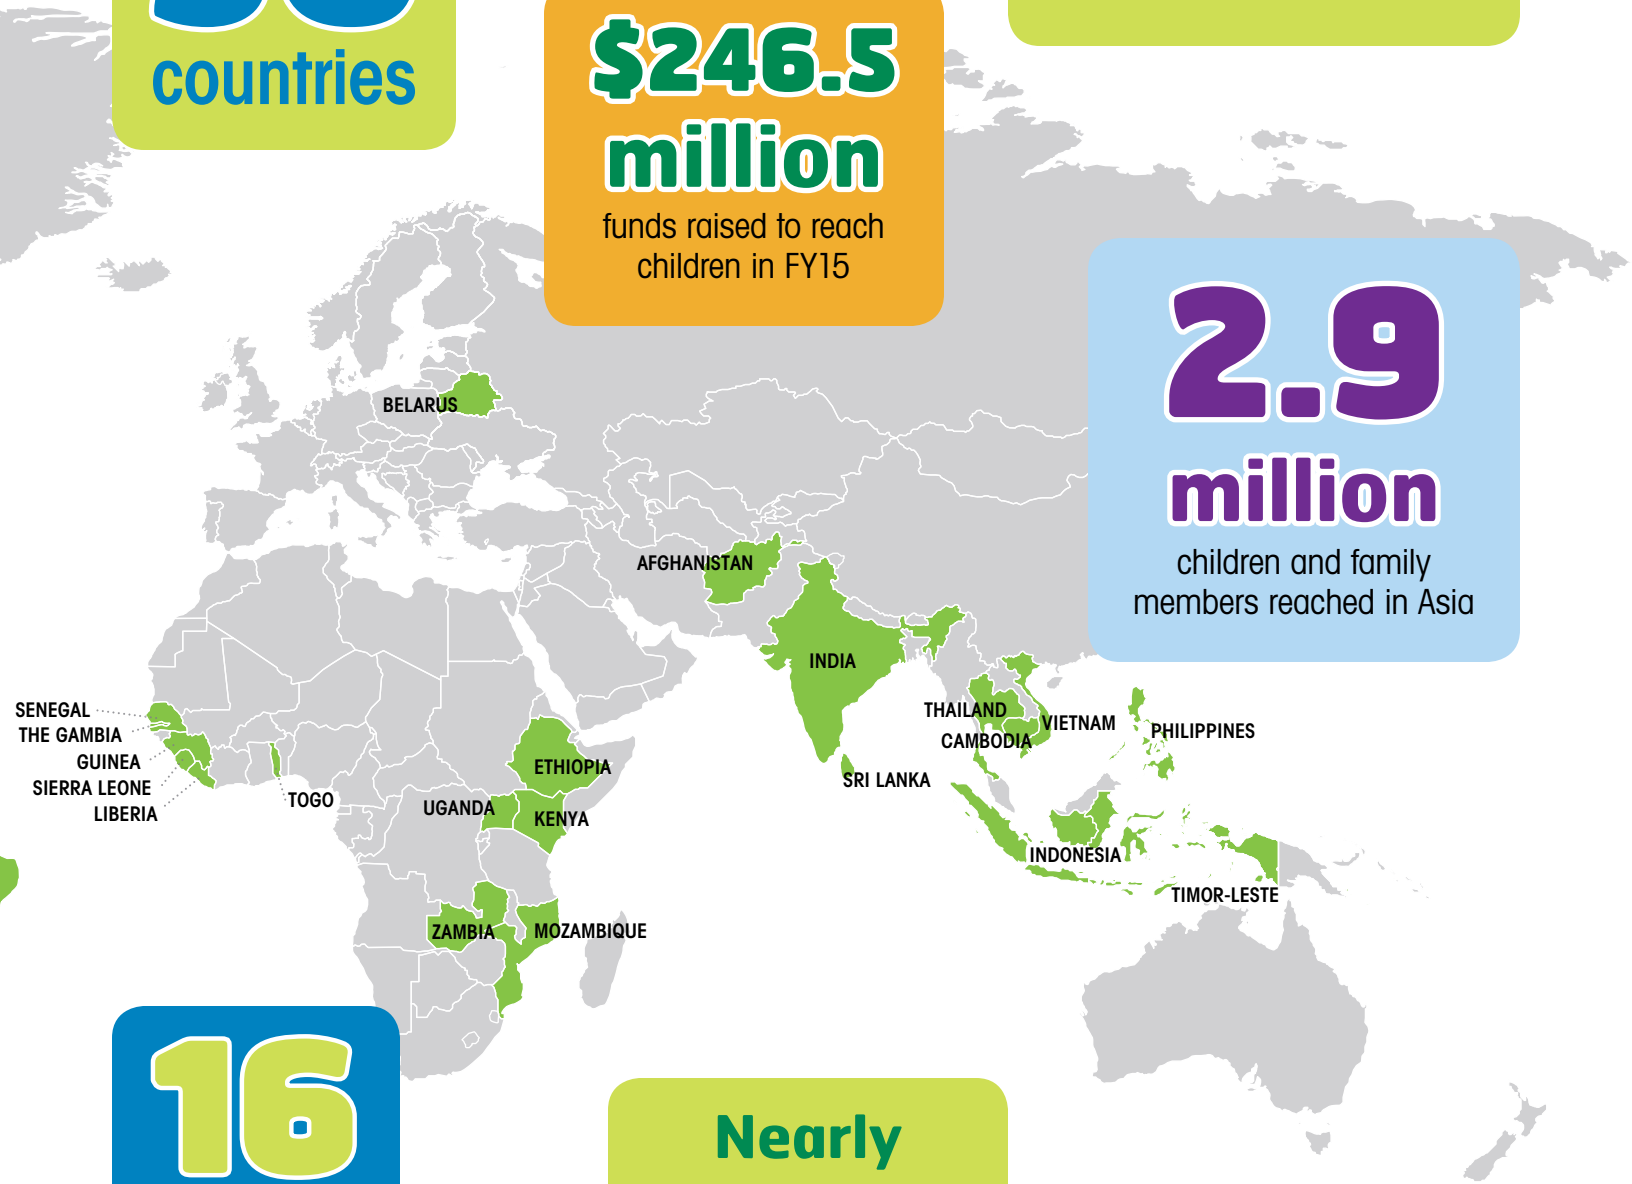 countries
$246.5
million
funds raised to reach
children in FY15
2.9
million
children and family
members reached in Asia
BELARUS
AFGHANISTAN
INDIA
THAILAND
VIETNAM
CAMBODIA
PHILIPPINES
SRI LANKA
INDONESIA
TIMOR-LESTE
SENEGAL
THE GAMBIA
GUINEA
SIERRA LEONE
LIBERIA
TOGO
ETHIOPIA
UGANDA
KENYA
ZAMBIA
MOZAMBIQUE
16
Nearly